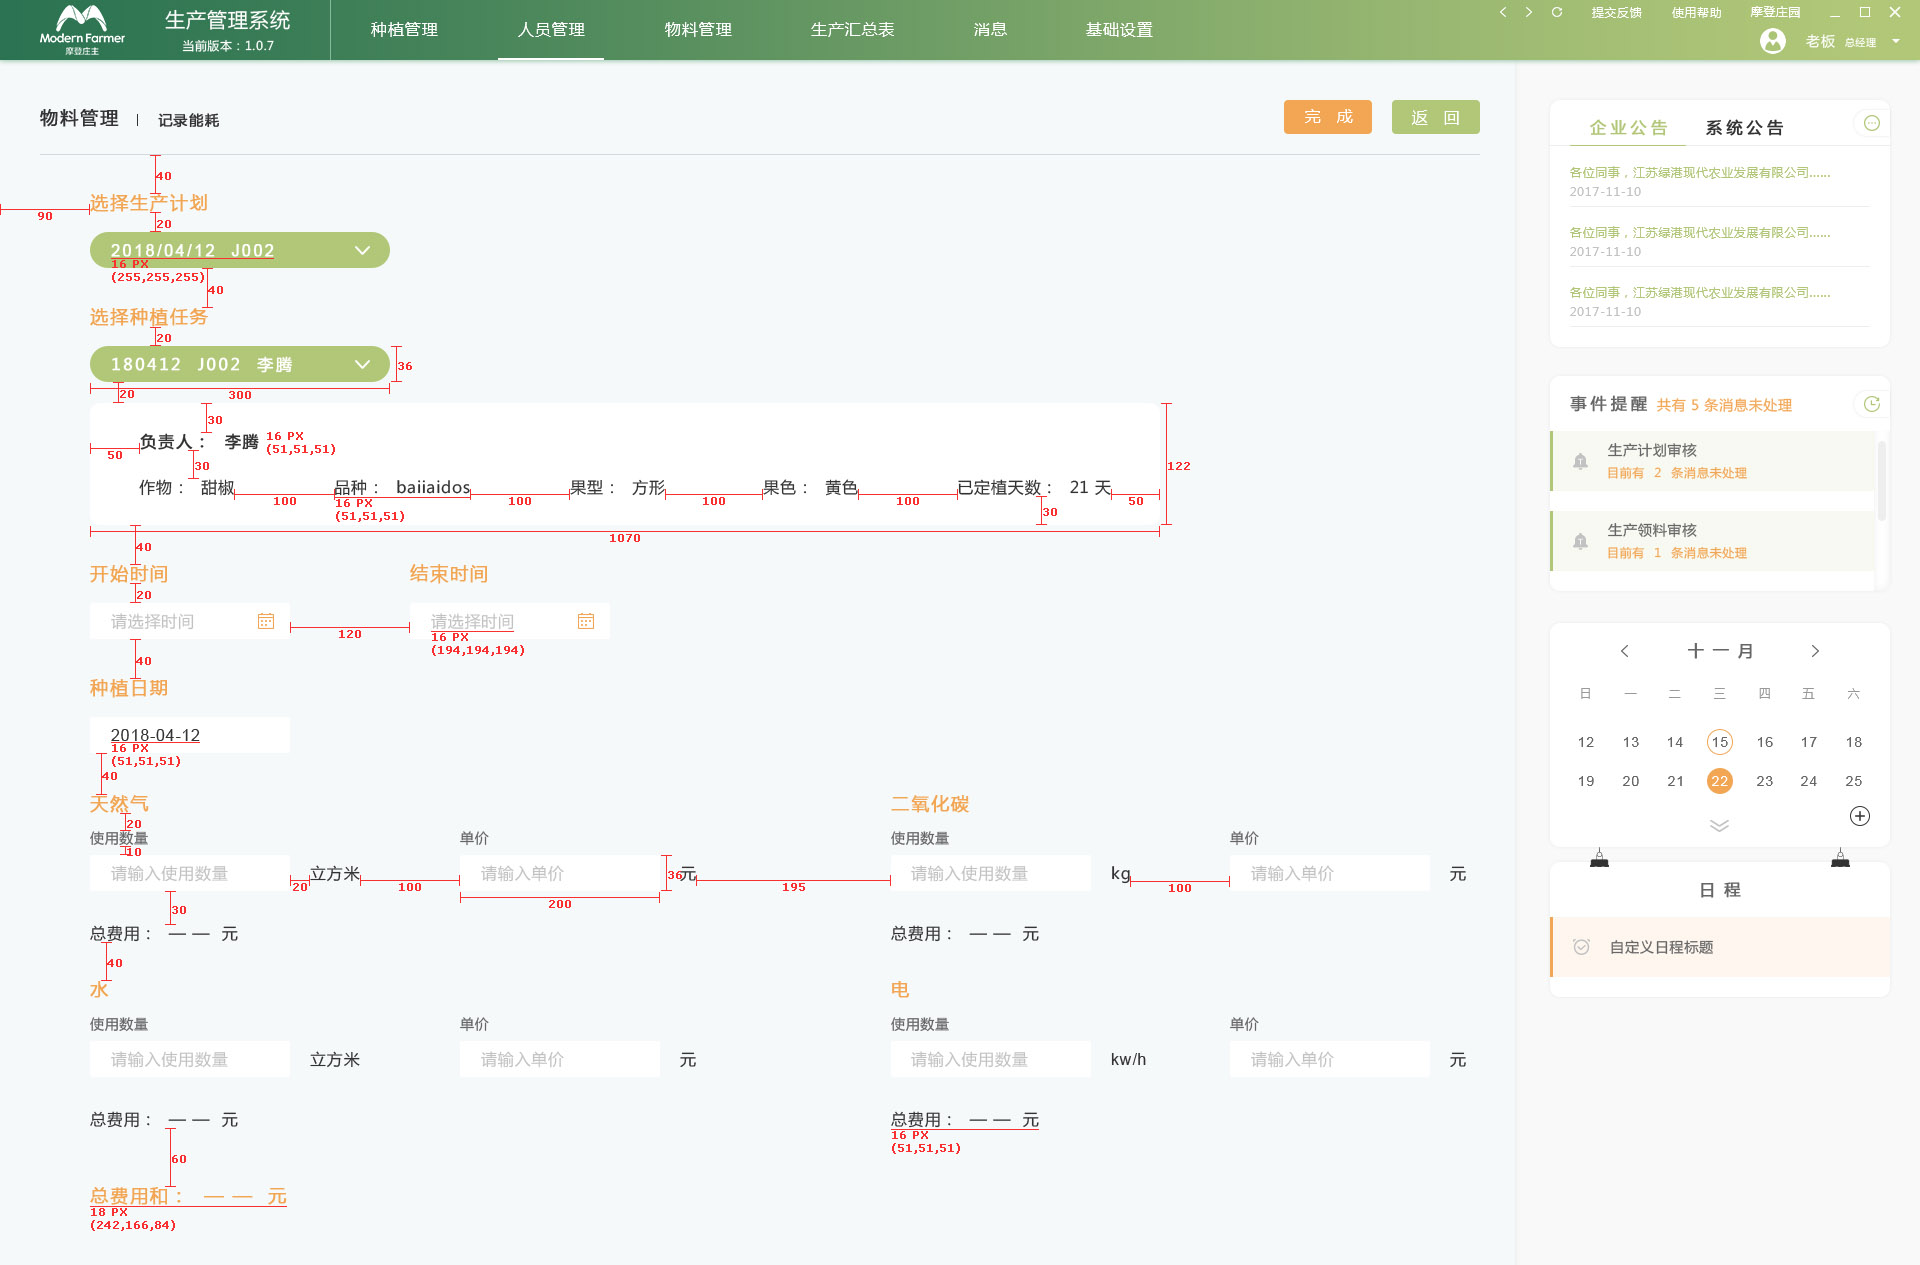 Modern Farmer
摩登庄主
生产管理系统
当前版本：1.0.7
种植管理
人员管理
物料管理
生产汇总表
消息
基础设置
提交反馈
使用帮助
摩登庄园
老板 总经理
物料管理 | 记录能耗
完 成
返 回
40
选择生产计划
90
20
2018/04/12 J002
16 PX
(255,255,255)
40
选择种植任务
20
180412 J002 李腾
36
20
300
30
负责人： 李腾
16 PX
(51,51,51)
50
30
122
作物： 甜椒
100
品种： baiiaidos
16 PX
(51,51,51)
100
果型： 方形
100
果色： 黄色
100
已定植天数： 21 天
50
30
1070
40
开始时间
结束时间
20
请选择时间
120
请选择时间
16 PX
(194,194,194)
40
种植日期
2018-04-12
16 PX
(51,51,51)
40
天然气
二氧化碳
20
使用数量
单价
使用数量
单价
10
请输入使用数量
20
立方米
100
请输入单价
36
元
195
请输入使用数量
kg
100
请输入单价
元
200
30
总费用： — — 元
总费用： — — 元
40
水
电
使用数量
单价
使用数量
单价
请输入使用数量
立方米
请输入单价
元
请输入使用数量
kw/h
请输入单价
元
总费用： — — 元
总费用： — — 元
16 PX
(51,51,51)
60
总费用和： — — 元
18 PX
(242,166,84)
企业公告
系统公告
各位同事，江苏绿港现代农业发展有限公司……
2017-11-10
各位同事，江苏绿港现代农业发展有限公司……
2017-11-10
各位同事，江苏绿港现代农业发展有限公司……
2017-11-10
事件提醒 共有 5 条消息未处理
生产计划审核
目前有 2 条消息未处理
生产领料审核
目前有 1 条消息未处理
十一月
日 一 二 三 四 五 六
12 13 14 15 16 17 18
19 20 21 22 23 24 25
日 程
自定义日程标题